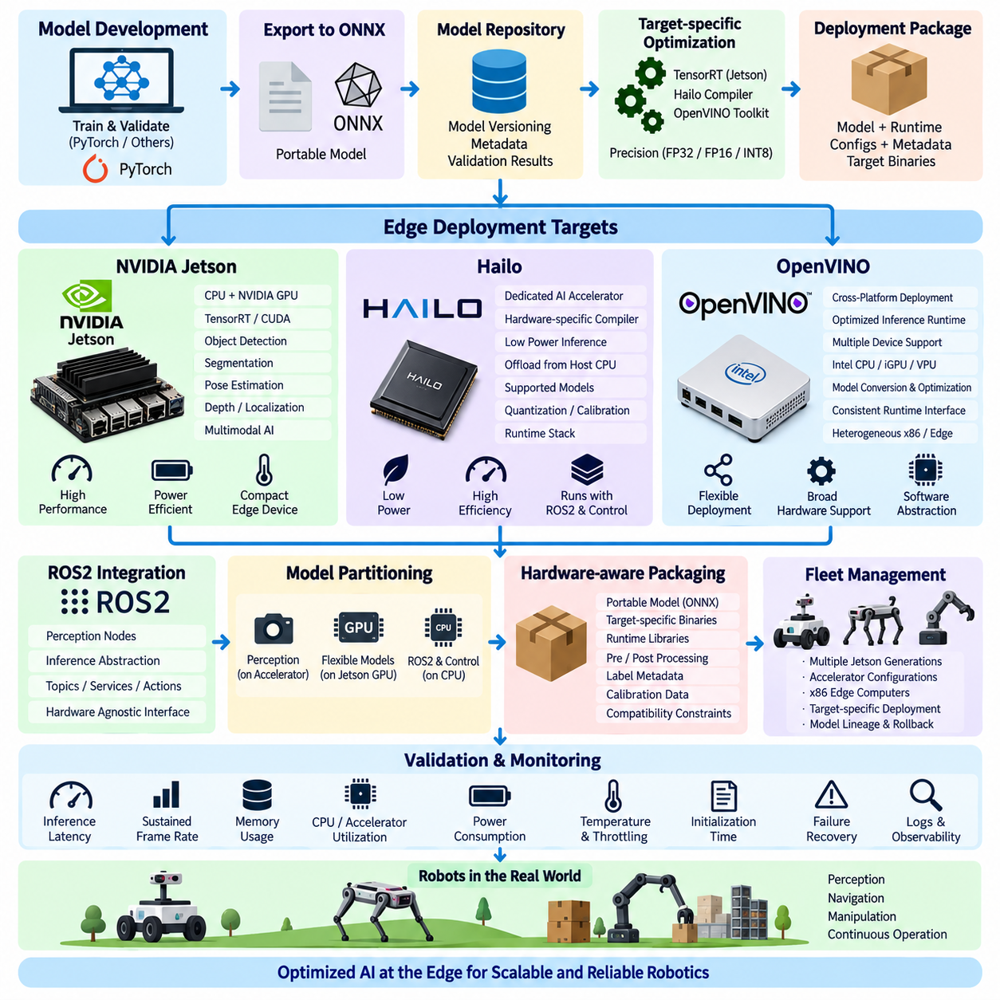 Model Development
Train & Validate
(PyTorch / Others)
PyTorch
Export to ONNX
ONNX
Portable Model
Model Repository
Model Versioning
Metadata
Validation Results
Target-specific
Optimization
TensorRT (Jetson)
Hailo Compiler
OpenVINO Toolkit
Precision (FP32 / FP16 / INT8)
Deployment Package
Model + Runtime
Configs + Metadata
Target Binaries
Edge Deployment Targets
NVIDIA Jetson
NVIDIA
Jetson
CPU + NVIDIA GPU
TensorRT / CUDA
Object Detection
Segmentation
Pose Estimation
Depth / Localization
Multimodal AI
High
Performance
Power
Efficient
Compact
Edge Device
Hailo
HAILO
HAILO
Dedicated AI Accelerator
Hardware-specific Compiler
Low Power Inference
Offload from Host CPU
Supported Models
Quantization / Calibration
Runtime Stack
Low
Power
High
Efficiency
Runs with
ROS2 & Control
OpenVINO
OpenVINO™
intel
Cross-Platform Deployment
Optimized Inference Runtime
Multiple Device Support
Intel CPU / iGPU / VPU
Model Conversion & Optimization
Consistent Runtime Interface
Heterogeneous x86 / Edge
Flexible
Deployment
Broad
Hardware Support
Software
Abstraction
ROS2 Integration
ROS2
Perception Nodes
Inference Abstraction
Topics / Services / Actions
Hardware Agnostic Interface
Model Partitioning
Perception
(on Accelerator)
GPU
Flexible Models
(on Jetson GPU)
CPU
ROS2 & Control
(on CPU)
Hardware-aware Packaging
Portable Model (ONNX)
Target-specific Binaries
Runtime Libraries
Pre / Post Processing
Label Metadata
Calibration Data
Compatibility Constraints
Fleet Management
· Multiple Jetson Generations
· Accelerator Configurations
· x86 Edge Computers
· Target-specific Deployment
· Model Lineage & Rollback
Validation & Monitoring
Inference
Latency
Sustained
Frame Rate
Memory
Usage
CPU / Accelerator
Utilization
Power
Consumption
Temperature
& Throttling
Initialization
Time
Failure
Recovery
Logs &
Observability
Robots in the Real World
Perception
Navigation
Manipulation
Continuous Operation
Optimized AI at the Edge for Scalable and Reliable Robotics